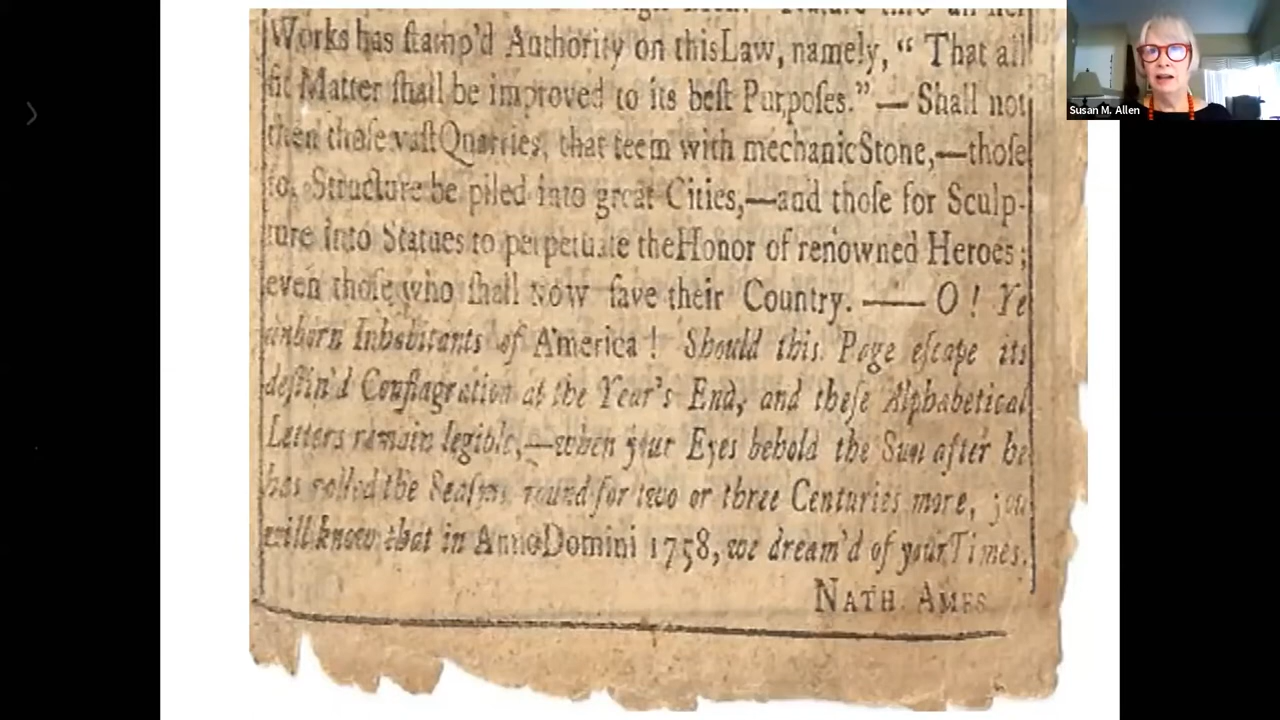 Works has ſtamp'd Authority on this Law, namely, “ That all
fit Matter ſhall be improved to its beſt Purpoſes.”— Shall not
then thoſe vaſt Quarries, that teem with mechanic Stone,—thoſe
for Structure be piled into great Cities,—and thoſe for Sculp-
ture into Statues to perpetuate the Honor of renowned Heroes ;
even thoſe who ſhall NOW ſave their Country. —— O ! Ye
unborn Inhabitants of America ! Should this Page eſcape its
deſtin'd Conflagration at the Year's End, and theſe Alphabetical
Letters remain legible,—when your Eyes behold the Sun after he
has rolled the Seaſons round for two or three Centuries more, you
will know that in Anno Domini 1758, we dream'd of your Times.
NATH. AMES
Susan M. Allen